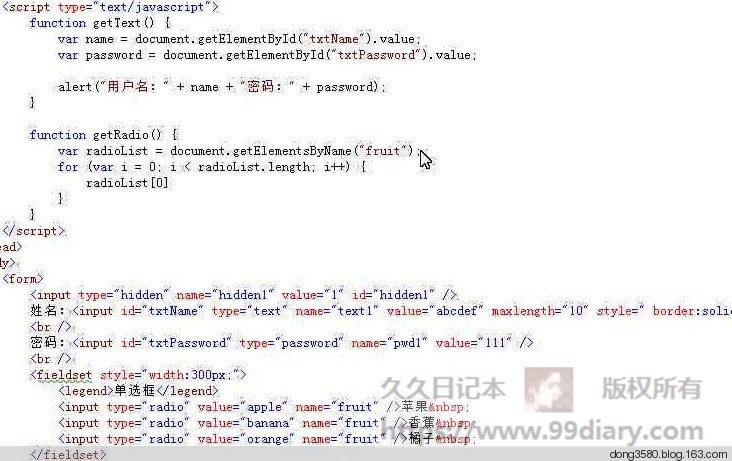 <script type="text/javascript">
function getText() {
var name = document.getElementById("txtName").value;
var password = document.getElementById("txtPassword").value;
alert("用户名：" + name + "密码：" + password);
}
function getRadio() {
var radioList = document.getElementsByName("fruit");
for (var i = 0; i < radioList.length; i++) {
radioList[0]
}
}
</script>
ead>
dy>
<form>
<input type="hidden" name="hidden1" value="1" id="hidden1" />
姓名：<input id="txtName" type="text" name="text1" value="abcdef" maxlength="10" style=" border:solid
<br />
密码：<input id="txtPassword" type="password" name="pwd1" value="111" />
<br />
<fieldset style="width:300px;">
<legend>单选框</legend>
<input type="radio" value="apple" name="fruit" />苹果&nbsp;
<input type="radio" value="banana" name="fruit" />香蕉&nbsp;
<input type="radio" value="orange" name="fruit" />橘子&nbsp;
</fieldset>
久久日记本 版权所有
https://www.99diary.com
dong3580.blog.163.com